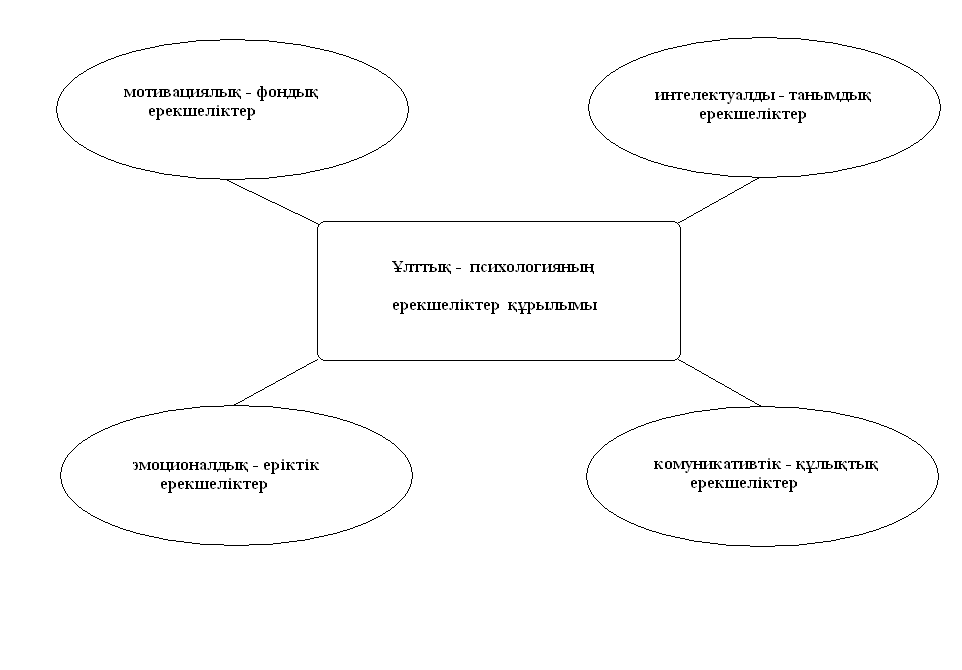 мотивациялық - фондық
ерекшеліктер
интелектуалды - танымдық
ерекшеліктер
Ұлттық - психологияның
ерекшеліктер құрылымы
эмоционалдық - еріктік
ерекшеліктер
комуникативтік - құлықтық
ерекшеліктер